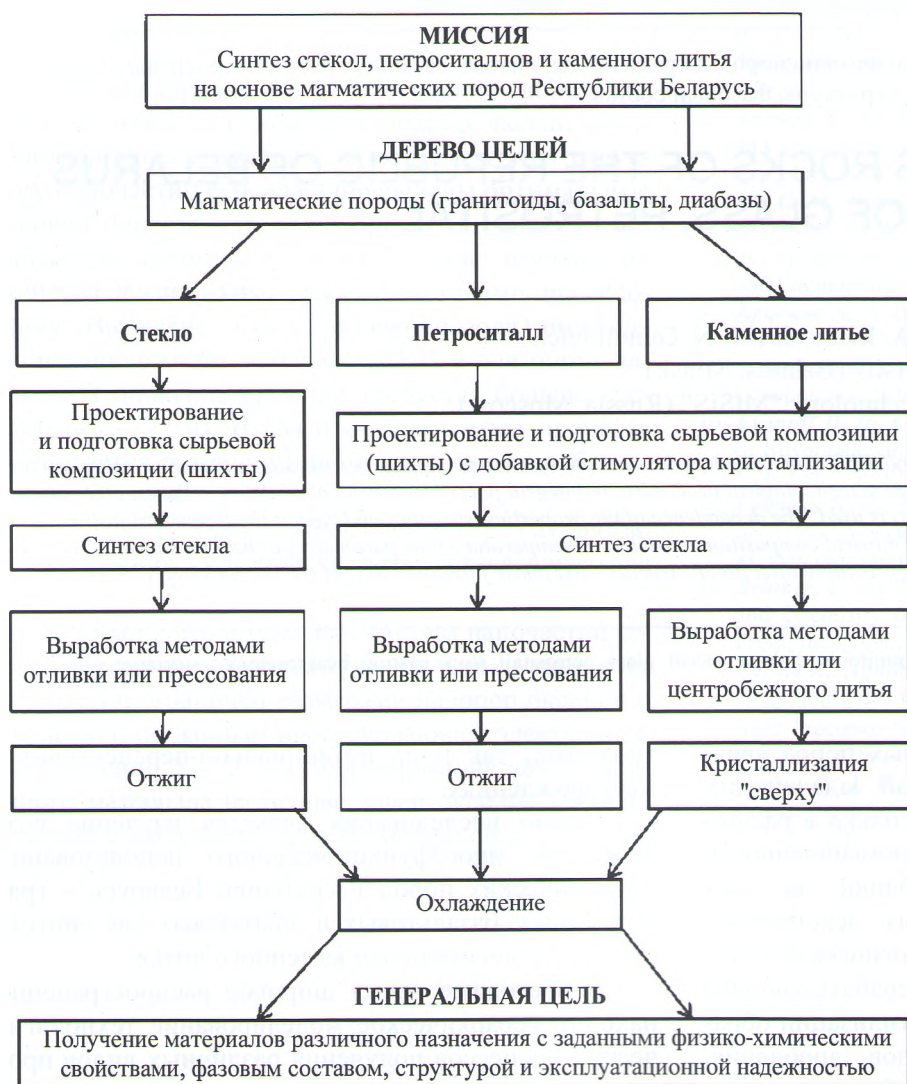 МИССИЯ
Синтез стекол, петроситаллов и каменного литья
на основе магматических пород Республики Беларусь
ДЕРЕВО ЦЕЛЕЙ
Магматические породы (гранитоиды, базальты, диабазы)
Стекло
Петроситалл
Каменное литье
Проектирование
и подготовка сырьевой
композиции (шихты)
Проектирование и подготовка сырьевой композиции
(шихты) с добавкой стимулятора кристаллизации
Синтез стекла
Синтез стекла
Выработка методами
отливки или прессования
Выработка методами
отливки или прессования
Выработка методами
отливки или
центробежного литья
Отжиг
Отжиг
Кристаллизация
"сверху"
Охлаждение
ГЕНЕРАЛЬНАЯ ЦЕЛЬ
Получение материалов различного назначения с заданными физико-химическими
свойствами, фазовым составом, структурой и эксплуатационной надежностью